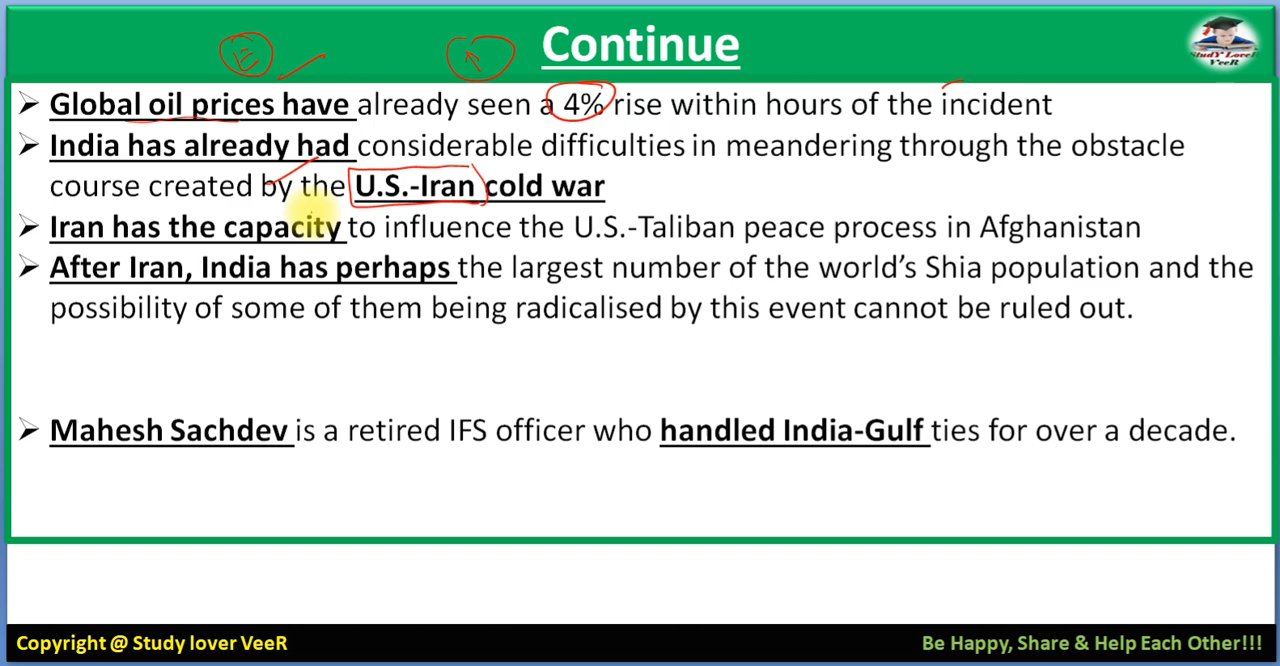 Continue
StudY LoveR
VeeR
E
➤ Global oil prices have already seen a 4% rise within hours of the incident
➤ India has already had considerable difficulties in meandering through the obstacle
course created by the U.S.-Iran cold war
➤ Iran has the capacity to influence the U.S.-Taliban peace process in Afghanistan
➤ After Iran, India has perhaps the largest number of the world's Shia population and the
possibility of some of them being radicalised by this event cannot be ruled out.
➤ Mahesh Sachdev is a retired IFS officer who handled India-Gulf ties for over a decade.
Copyright @ Study lover VeeR
Be Happy, Share & Help Each Other!!!